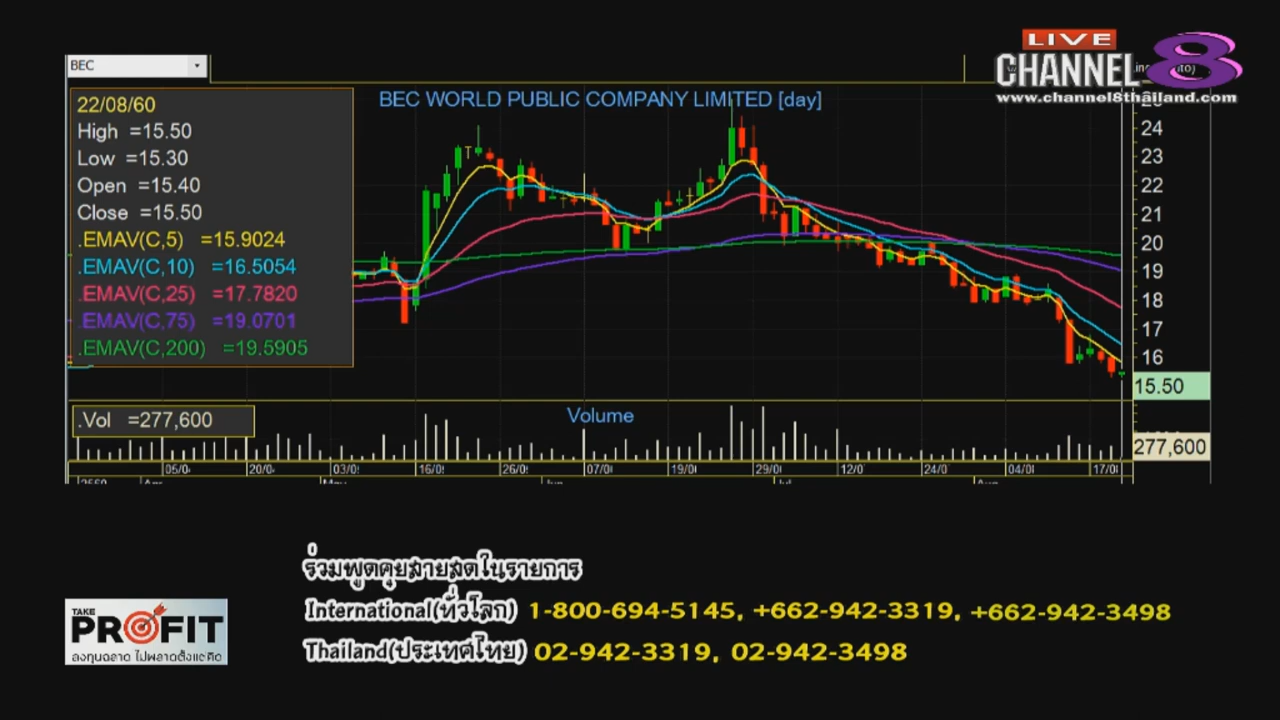 LIVE
CHANNEL 8
www.channel8thailand.com
BEC
BEC WORLD PUBLIC COMPANY LIMITED [day]
22/08/60
High =15.50
Low =15.30
Open =15.40
Close =15.50
.EMAV(C,5) =15.9024
.EMAV(C,10) =16.5054
.EMAV(C,25) =17.7820
.EMAV(C,75) =19.0701
.EMAV(C,200) =19.5905
24
23
22
21
20
19
18
17
16
15.50
.Vol =277,600
Volume
277,600
05/0 20/0 03/0 16/0 26/0 07/0 19/0 29/0 12/0 24/0 04/0 17/0
ร่วมพูดคุยสายสดในรายการ
International(ทั่วโลก) 1-800-694-5145, +662-942-3319, +662-942-3498
Thailand(ประเทศไทย) 02-942-3319, 02-942-3498
TAKE
PROFIT
ลงทุนฉลาด ไม่พลาดตั้งแต่คิด